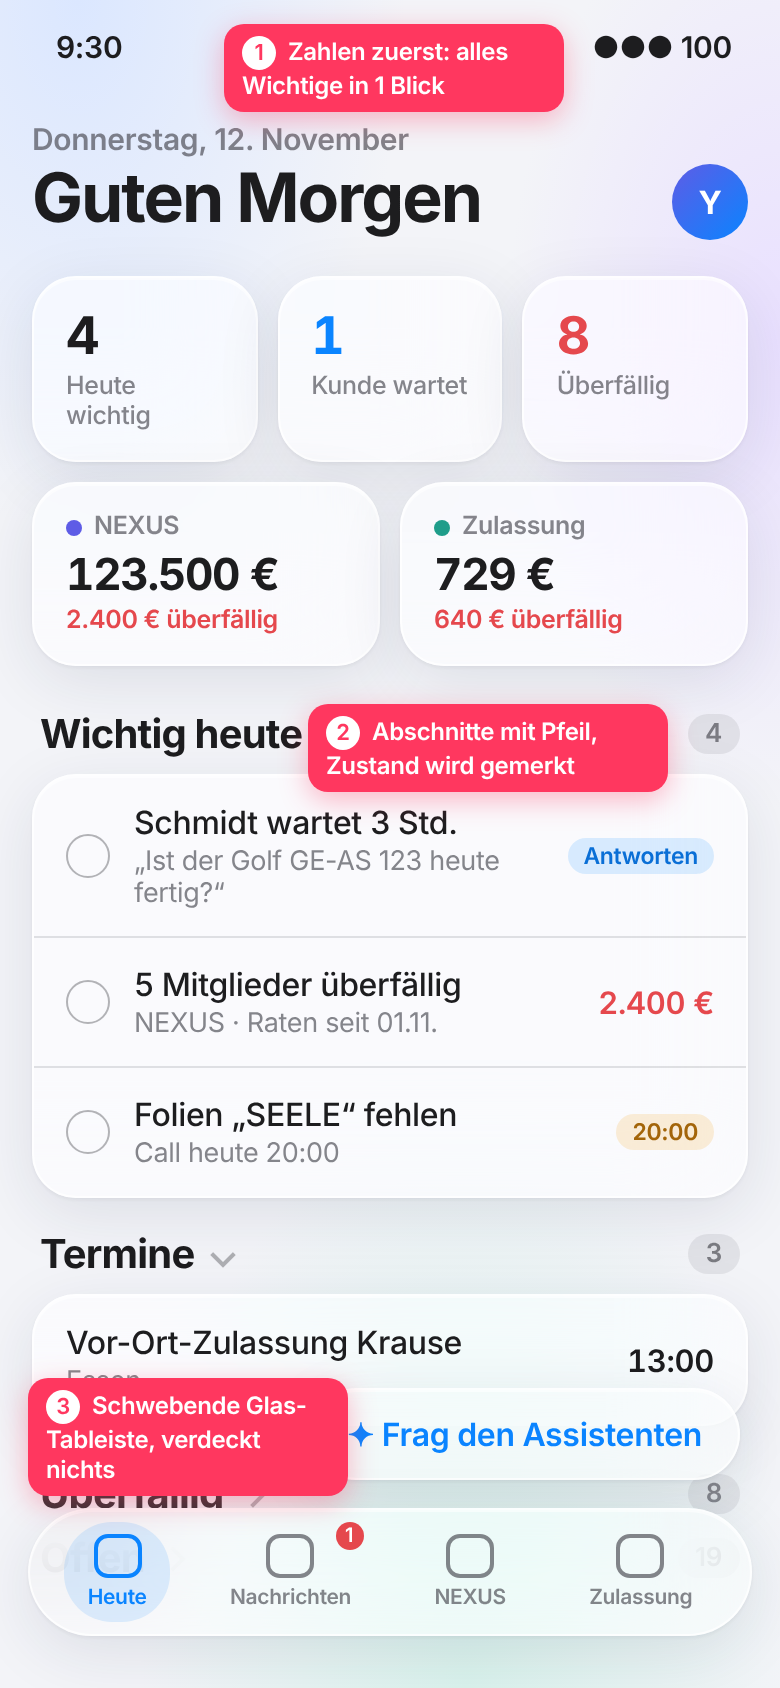 9:30
1 Zahlen zuerst: alles
Wichtige in 1 Blick
100
Donnerstag, 12. November
Guten Morgen
Y
4
Heute
wichtig
1
Kunde wartet
8
Überfällig
NEXUS
123.500 €
2.400 € überfällig
Zulassung
729 €
640 € überfällig
Wichtig heute
2 Abschnitte mit Pfeil,
Zustand wird gemerkt
4
Schmidt wartet 3 Std.
„Ist der Golf GE-AS 123 heute
fertig?“
Antworten
5 Mitglieder überfällig
NEXUS · Raten seit 01.11.
2.400 €
Folien „SEELE“ fehlen
Call heute 20:00
20:00
Termine
3
Vor-Ort-Zulassung Krause
Essen
13:00
3 Schwebende Glas-
Tableiste, verdeckt
nichts
✦ Frag den Assistenten
Überfällig
8
Offen
19
Heute
1
Nachrichten
NEXUS
Zulassung